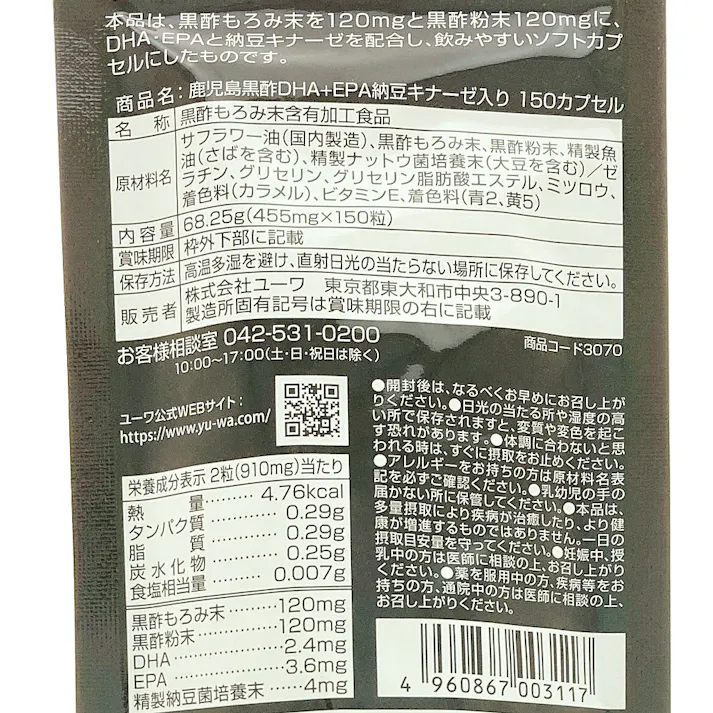 本品は、黒酢もろみ末を120mgと黒酢粉末120mgに、
DHA・EPAと納豆キナーゼを配合し、飲みやすいソフトカプ
セルにしたものです。
商品名：鹿児島黒酢DHA+EPA納豆キナーゼ入り 150カプセル
名 称 黒酢もろみ末含有加工食品
原材料名 サフラワー油(国内製造)、黒酢もろみ末、黒酢粉末、精製魚
油(さばを含む)、精製ナットウ菌培養末(大豆を含む)／ゼ
ラチン、グリセリン、グリセリン脂肪酸エステル、ミツロウ、
着色料(カラメル)、ビタミンE、着色料(青2、黄5)
内容量 68.25g(455mg×150粒)
賞味期限 枠外下部に記載
保存方法 高温多湿を避け、直射日光の当たらない場所に保存してください。
販売者 株式会社ユーワ 東京都東大和市中央3-890-1
製造所固有記号は賞味期限の右に記載
お客様相談室 042-531-0200
10:00～17:00(土・日・祝日は除く)
商品コード3070
ユーワ公式WEBサイト：
https://www.yu-wa.com/
栄養成分表示 2粒(910mg)当たり
熱量 4.76kcal
タンパク質 0.29g
脂質 0.29g
炭水化物 0.25g
食塩相当量 0.007g
黒酢もろみ末 120mg
黒酢粉末 120mg
DHA 2.4mg
EPA 3.6mg
精製納豆菌培養末 4mg
●開封後は、なるべくお早めにお召し上が
りください。●日光の当たる所や湿度の高
い所で保存されますと、変質や変色を起こ
す恐れがあります。●体調に合わないと思
われる時は、すぐに摂取をお止めください。
●アレルギーをお持ちの方は原材料名表
記を必ずご確認ください。●乳幼児の手の
届かない所に保管してください。●本品は、
多量摂取により疾病が治癒したり、より健
康が増進するものではありません。一日の
摂取目安量を守ってください。●妊娠中、授
乳中の方は医師に相談の上、お召し上がり
ください。●薬を服用中の方、疾病等をお
持ちの方、通院中の方は医師に相談の上、
お召し上がりください。
4 960867 003117